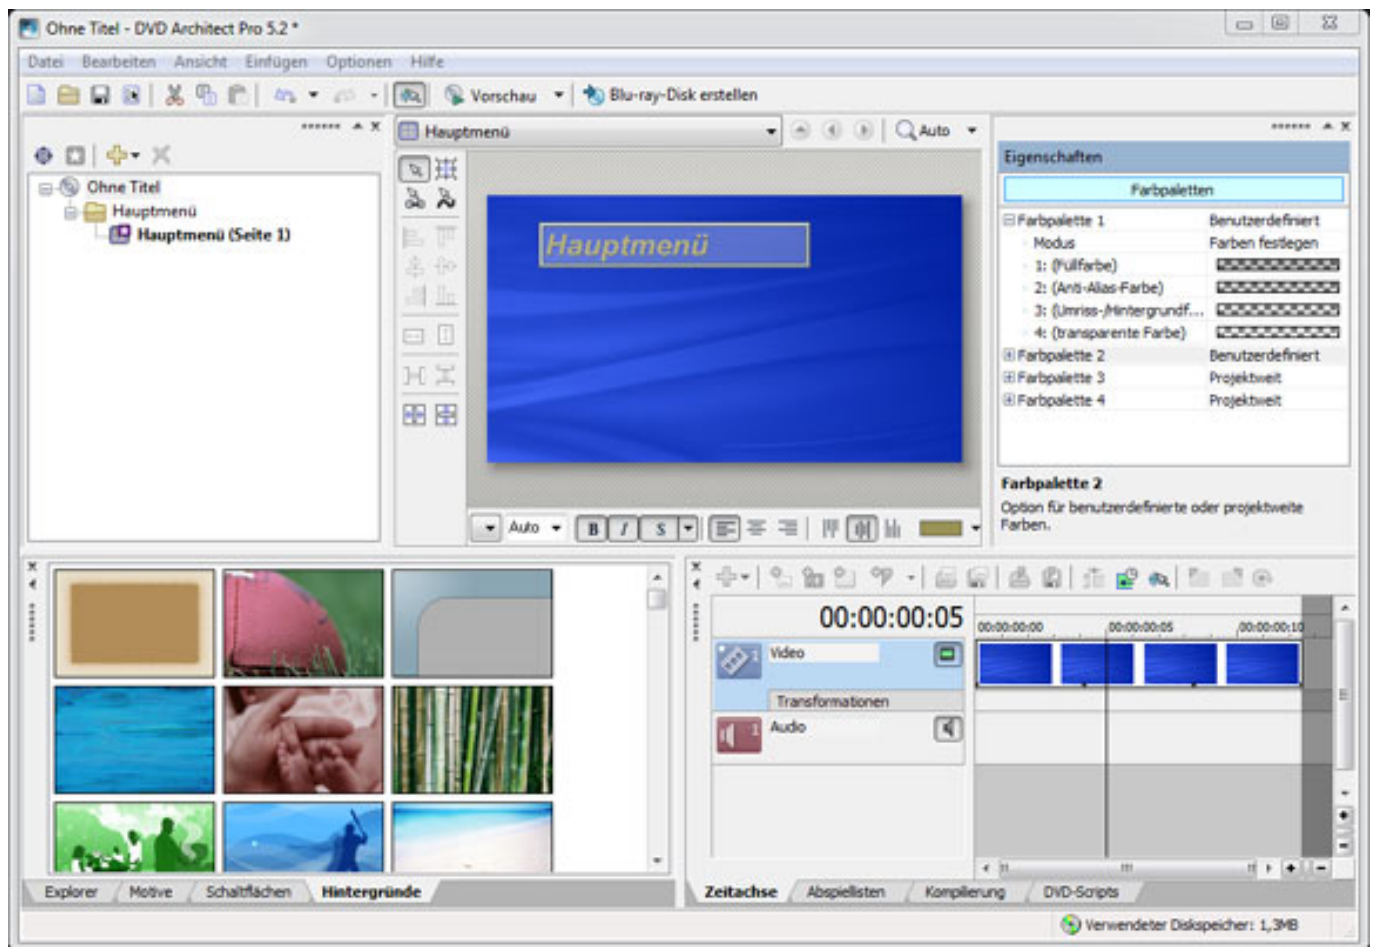 Ohne Titel - DVD Architect Pro 5.2 *
Datei Bearbeiten Ansicht Einfügen Optionen Hilfe
Vorschau Blu-ray-Disk erstellen
Hauptmenü Auto
Ohne Titel
Hauptmenü
Hauptmenü (Seite 1)
Hauptmenü
Auto B I S
Eigenschaften
Farbpaletten
Farbpalette 1 Benutzerdefiniert
Modus Farben festlegen
1: (Füllfarbe)
2: (Anti-Alias-Farbe)
3: (Umriss-/Hintergrundf...
4: (transparente Farbe)
Farbpalette 2 Benutzerdefiniert
Farbpalette 3 Projektweit
Farbpalette 4 Projektweit
Farbpalette 2
Option für benutzerdefinierte oder projektweite
Farben.
Explorer Motive Schaltflächen Hintergründe
00:00:00:05
00:00:00:00 00:00:00:05 00:00:00:10
1 Video
Transformationen
1 Audio
Zeitachse Abspiellisten Kompilierung DVD-Scripts
Verwendeter Diskspeicher: 1,3MB